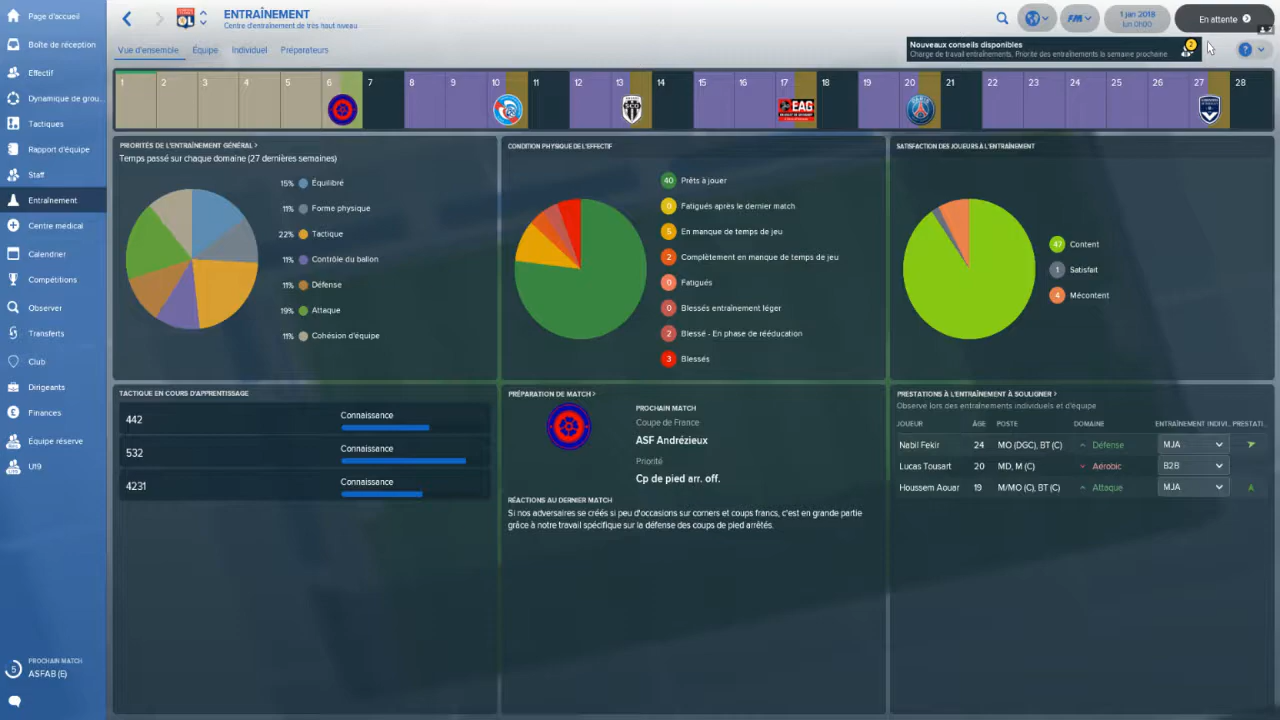 Page d'accueil
Boîte de réception
Effectif
Dynamique de grou...
Tactiques
Rapport d'équipe
Staff
Entraînement
Centre médical
Calendrier
Compétitions
Observer
Transferts
Club
Dirigeants
Finances
Équipe réserve
U19
5
PROCHAIN MATCH
ASFAB (E)
OL
ENTRAÎNEMENT
Centre d'entraînement de très haut niveau
FM
1 jan 2018
lun. 0h00
En attente
Vue d'ensemble Équipe Individuel Préparateurs
Nouveaux conseils disponibles
Charge de travail entraînements, Priorité des entraînements la semaine prochaine
2
?
1 2 3 4 5 6 7 8 9 10 11 12 13 14 15 16 17 18 19 20 21 22 23 24 25 26 27 28
SCO EAG PARIS
PRIORITÉS DE L'ENTRAÎNEMENT GÉNÉRAL >
Temps passé sur chaque domaine (27 dernières semaines)
15% Équilibré
11% Forme physique
22% Tactique
11% Contrôle du ballon
11% Défense
19% Attaque
11% Cohésion d'équipe
CONDITION PHYSIQUE DE L'EFFECTIF
40 Prêts à jouer
0 Fatigués après le dernier match
5 En manque de temps de jeu
2 Complètement en manque de temps de jeu
0 Fatigués
0 Blessés entraînement léger
2 Blessé - En phase de rééducation
3 Blessés
SATISFACTION DES JOUEURS À L'ENTRAÎNEMENT
47 Content
1 Satisfait
4 Mécontent
TACTIQUE EN COURS D'APPRENTISSAGE
442 Connaissance
532 Connaissance
4231 Connaissance
PRÉPARATION DE MATCH >
PROCHAIN MATCH
Coupe de France
ASF Andrézieux
Priorité
Cp de pied arr. off.
RÉACTIONS AU DERNIER MATCH
Si nos adversaires se créés si peu d'occasions sur corners et coups francs, c'est en grande partie
grâce à notre travail spécifique sur la défense des coups de pied arrêtés.
PRESTATIONS À L'ENTRAÎNEMENT À SOULIGNER >
Observe lors des entraînements individuels et d'équipe
JOUEUR ÂGE POSTE DOMAINE ENTRAÎNEMENT (INDIVI... PRESTATI...
Nabil Fekir 24 MO (DGC), BT (C) Défense MJA
Lucas Tousart 20 MD, M (C) Aérobic B2B
Houssem Aouar 19 M/MO (C), BT (C) Attaque MJA